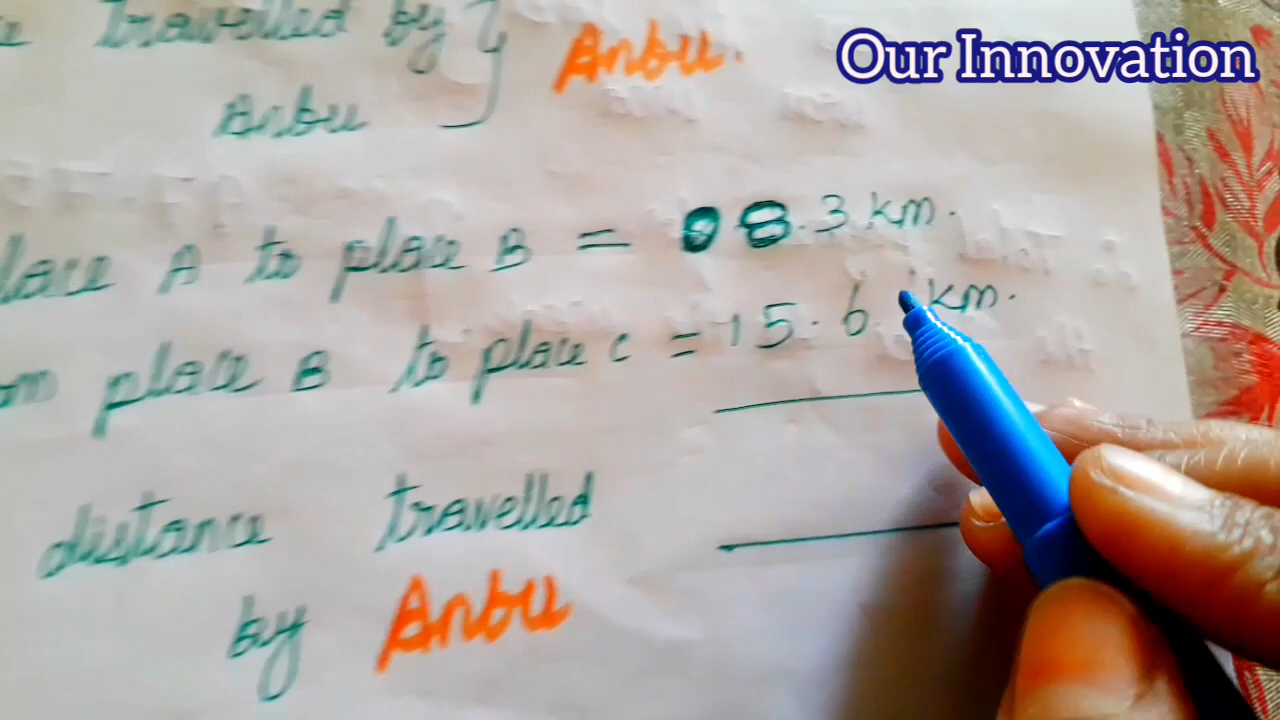 Our Innovation
travelled by } Anbu.
Anbu
place A to place B = 08.3 km.
place B to place C = 15.6 km.
distance travelled
by Anbu